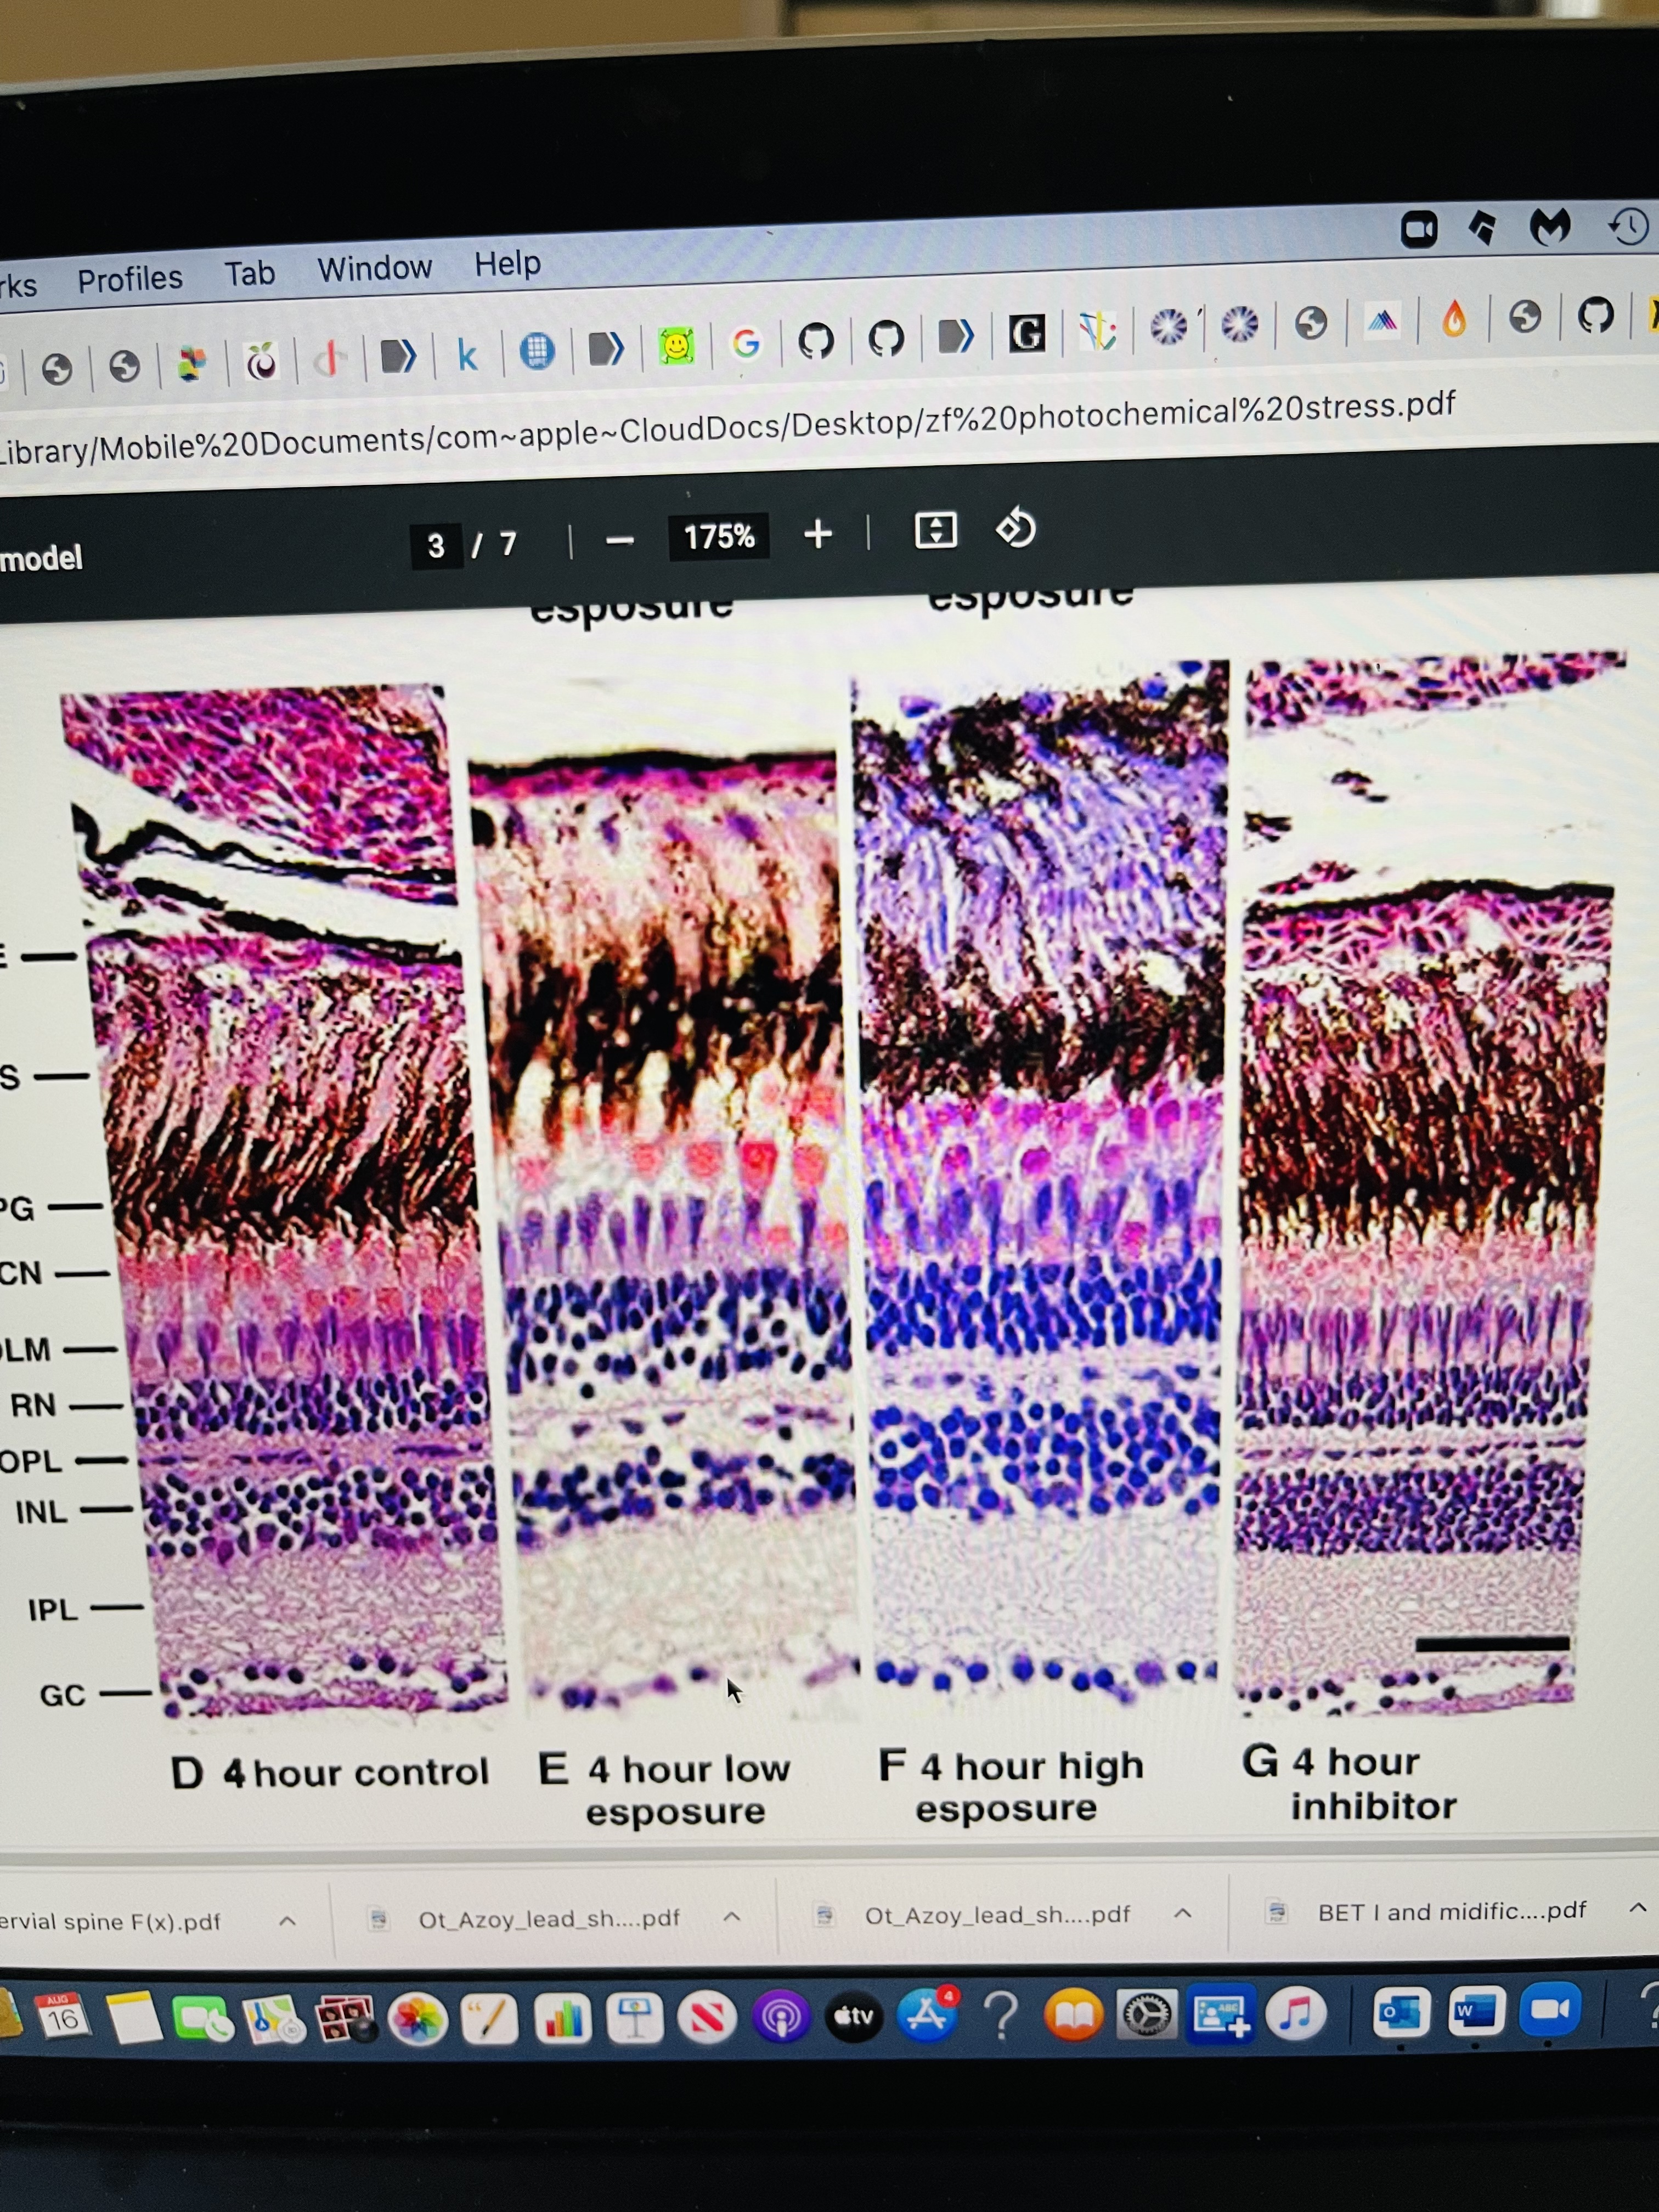 rks Profiles Tab Window Help
Library/Mobile%20Documents/com~apple~CloudDocs/Desktop/zf%20photochemical%20stress.pdf
model 3 / 7 175%
esposure esposure
E
S
PG
CN
OLM
RN
OPL
INL
IPL
GC
D 4 hour control
E 4 hour low
esposure
F 4 hour high
esposure
G 4 hour
inhibitor
ervial spine F(x).pdf Ot_Azoy_lead_sh....pdf Ot_Azoy_lead_sh....pdf BET I and midific....pdf
AUG
16
tv
4
ABC
O
W